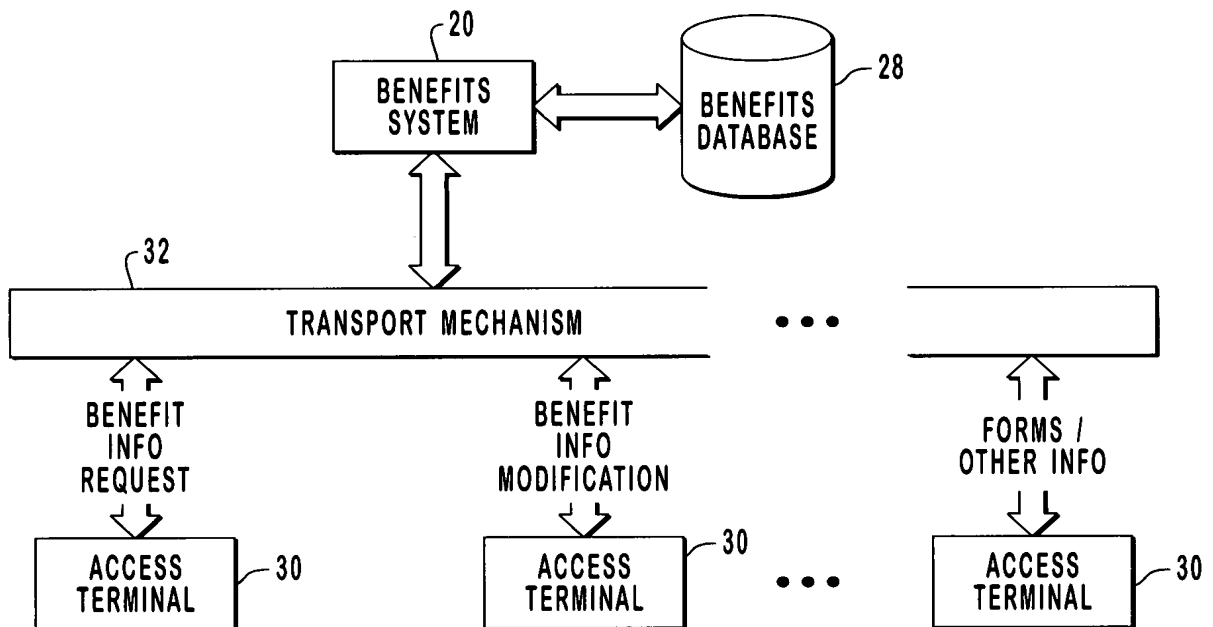 20
BENEFITS
SYSTEM
BENEFITS
DATABASE
28
32
TRANSPORT MECHANISM
BENEFIT
INFO
REQUEST
BENEFIT
INFO
MODIFICATION
FORMS /
OTHER INFO
ACCESS
TERMINAL
30
ACCESS
TERMINAL
30
ACCESS
TERMINAL
30